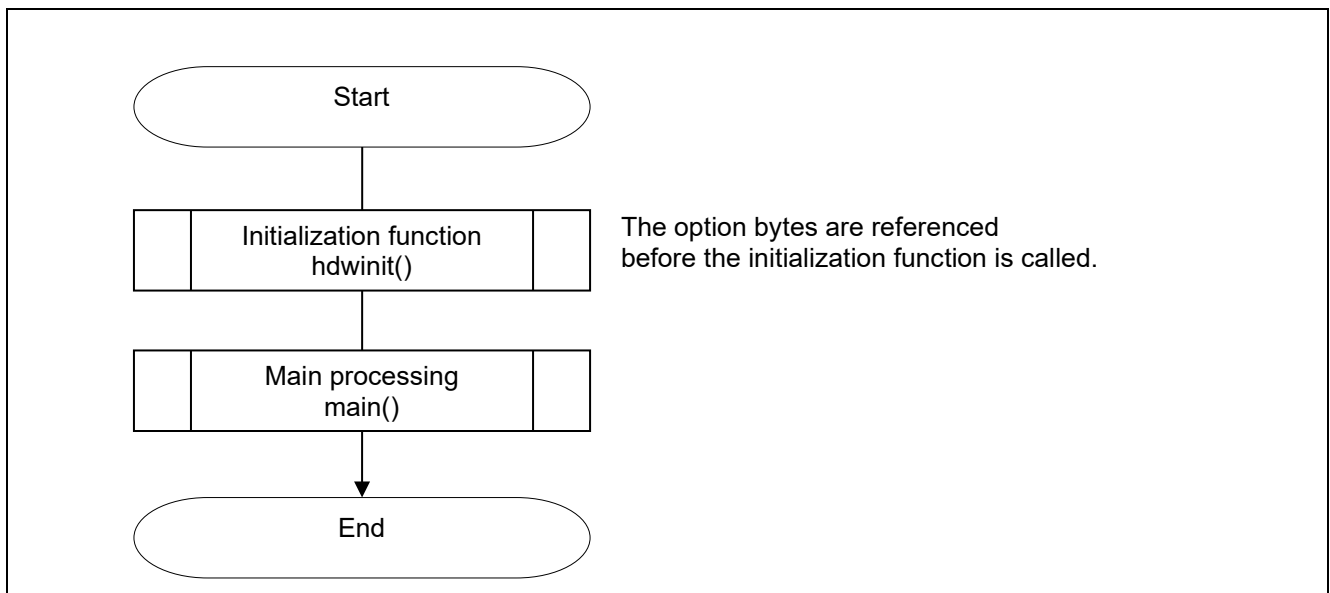 Start
Initialization function
hdwinit()
The option bytes are referenced
before the initialization function is called.
Main processing
main()
End